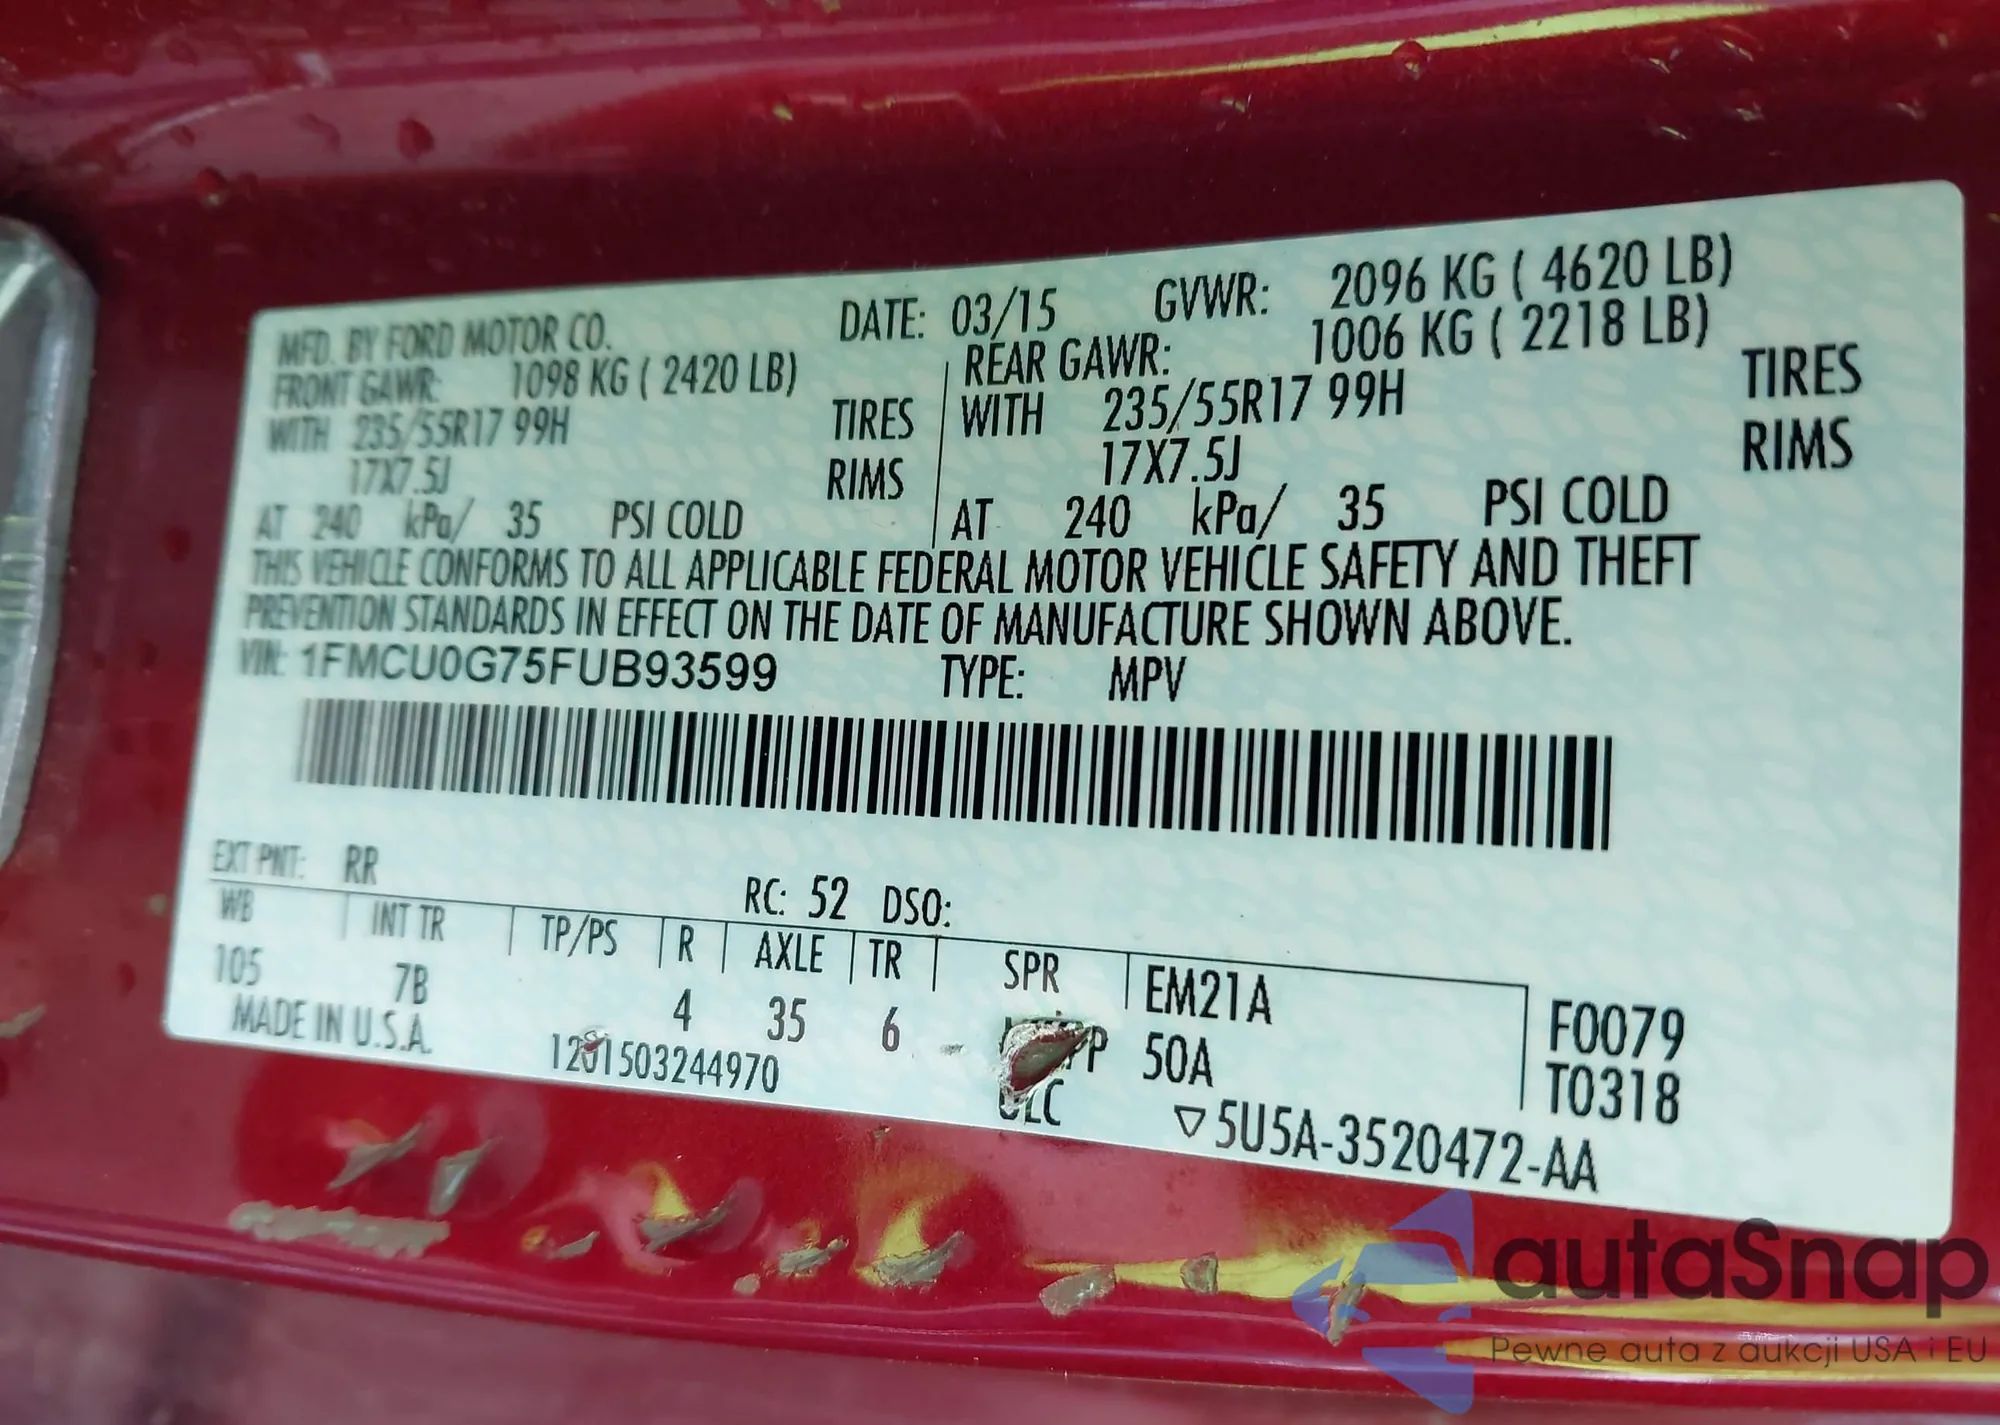 MFD. BY FORD MOTOR CO. DATE: 03/15 GVWR: 2096 KG ( 4620 LB)
FRONT GAWR: 1098 KG ( 2420 LB) REAR GAWR: 1006 KG ( 2218 LB)
WITH 235/55R17 99H TIRES WITH 235/55R17 99H TIRES
17X7.5J RIMS 17X7.5J RIMS
AT 240 kPa/ 35 PSI COLD AT 240 kPa/ 35 PSI COLD
THIS VEHICLE CONFORMS TO ALL APPLICABLE FEDERAL MOTOR VEHICLE SAFETY AND THEFT
PREVENTION STANDARDS IN EFFECT ON THE DATE OF MANUFACTURE SHOWN ABOVE.
VIN: 1FMCU0G75FUB93599 TYPE: MPV
EXT PNT: RR RC: 52 DSO:
WB INT TR TP/PS R AXLE TR SPR EM21A F0079
105 7B 4 35 6 50A T0318
MADE IN U.S.A. 1201503244970 ▽5U5A-3520472-AA
autaSnap
Pewne auta z aukcji USA i EU